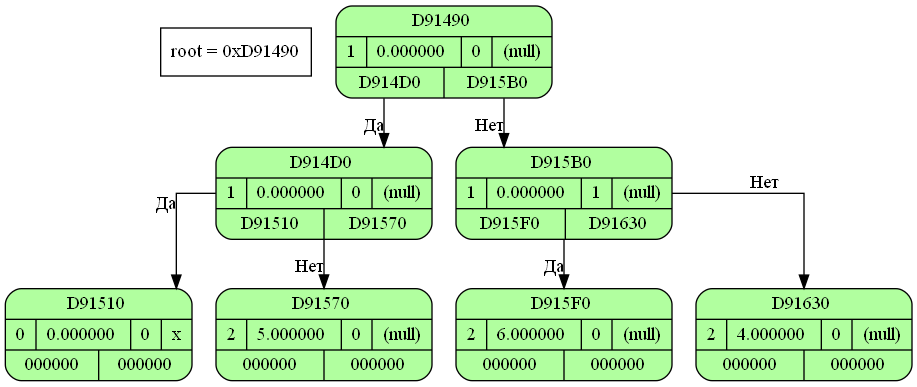 D91490
root = 0xD91490
1 0.000000 0 (null)
D914D0 D915B0
Да Нет
D914D0 D915B0
1 0.000000 0 (null) 1 0.000000 1 (null)
Да Нет
D91510 D91570 D915F0 D91630
Нет Да
D91510 D91570 D915F0 D91630
0 0.000000 0 x 2 5.000000 0 (null) 2 6.000000 0 (null) 2 4.000000 0 (null)
000000 000000 000000 000000 000000 000000 000000 000000